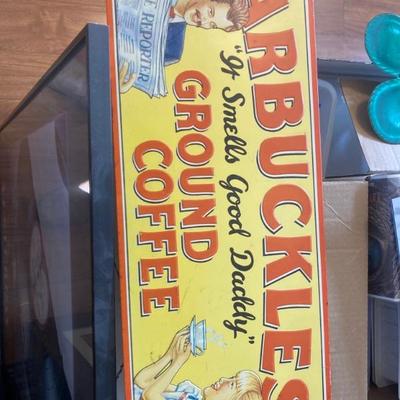 ARBUCKLES
"It Smells Good Daddy"
GROUND
COFFEE
REPORTER